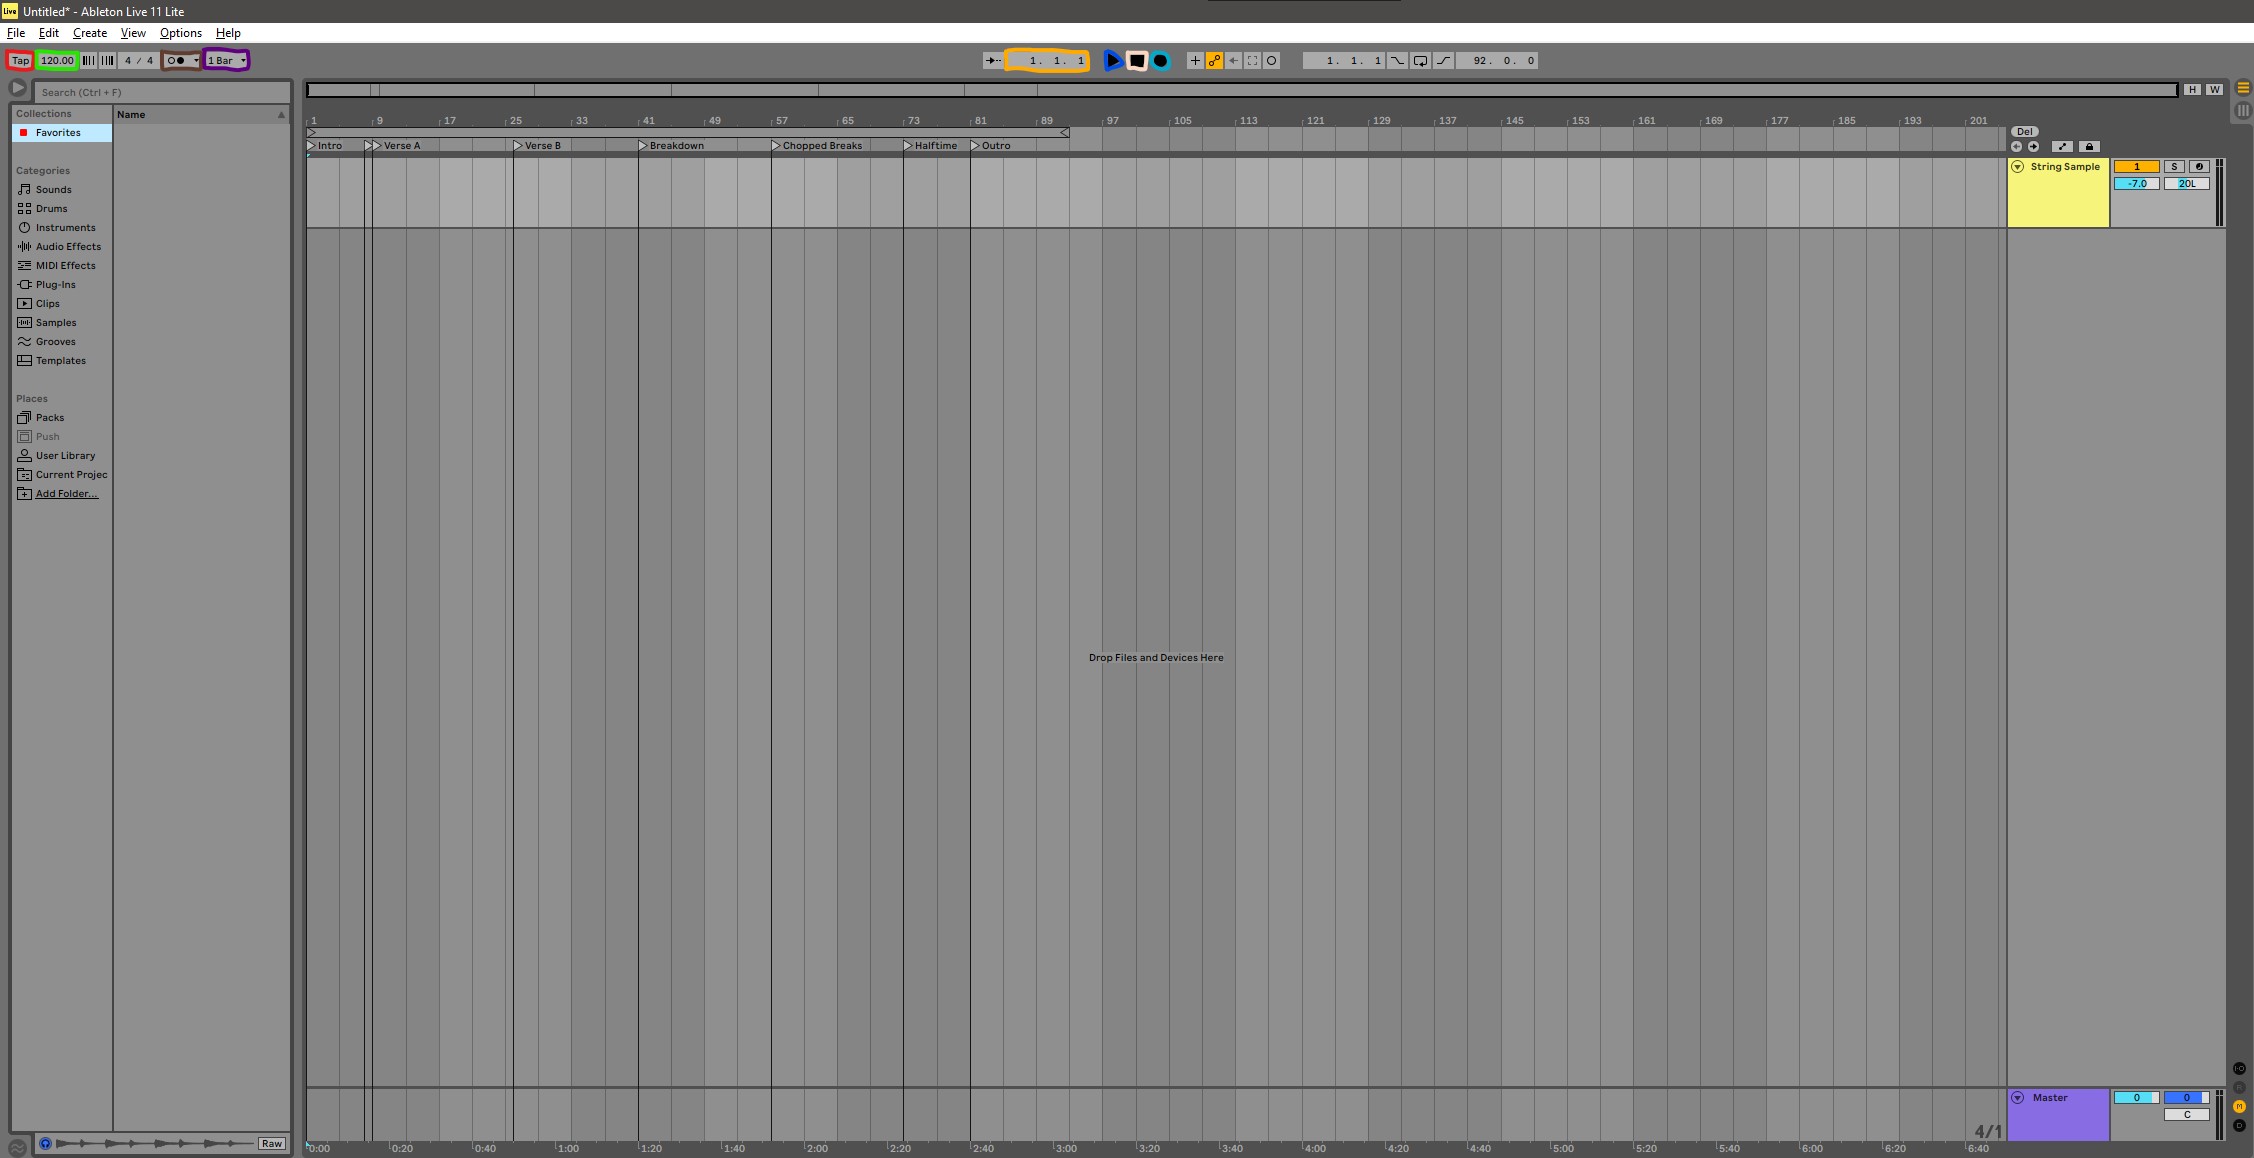 Live Untitled* - Ableton Live 11 Lite
File Edit Create View Options Help
Tap 120.00 4 / 4 1 Bar 1. 1. 1 1. 1. 1 92. 0. 0
Search (Ctrl + F)
H W
Collections
Name
Favorites
Categories
Sounds
Drums
Instruments
Audio Effects
MIDI Effects
Plug-Ins
Clips
Samples
Grooves
Templates
Places
Packs
Push
User Library
Current Projec
Add Folder...
Raw
1 9 17 25 33 41 49 57 65 73 81 89 97 105 113 121 129 137 145 153 161 169 177 185 193 201
Del
Intro Verse A Verse B Breakdown Chopped Breaks Halftime Outro
String Sample 1 S
-7.0 20L
Drop Files and Devices Here
Master 0 0
C
4/1
0:00 0:20 0:40 1:00 1:20 1:40 2:00 2:20 2:40 3:00 3:20 3:40 4:00 4:20 4:40 5:00 5:20 5:40 6:00 6:20 6:40
M
D